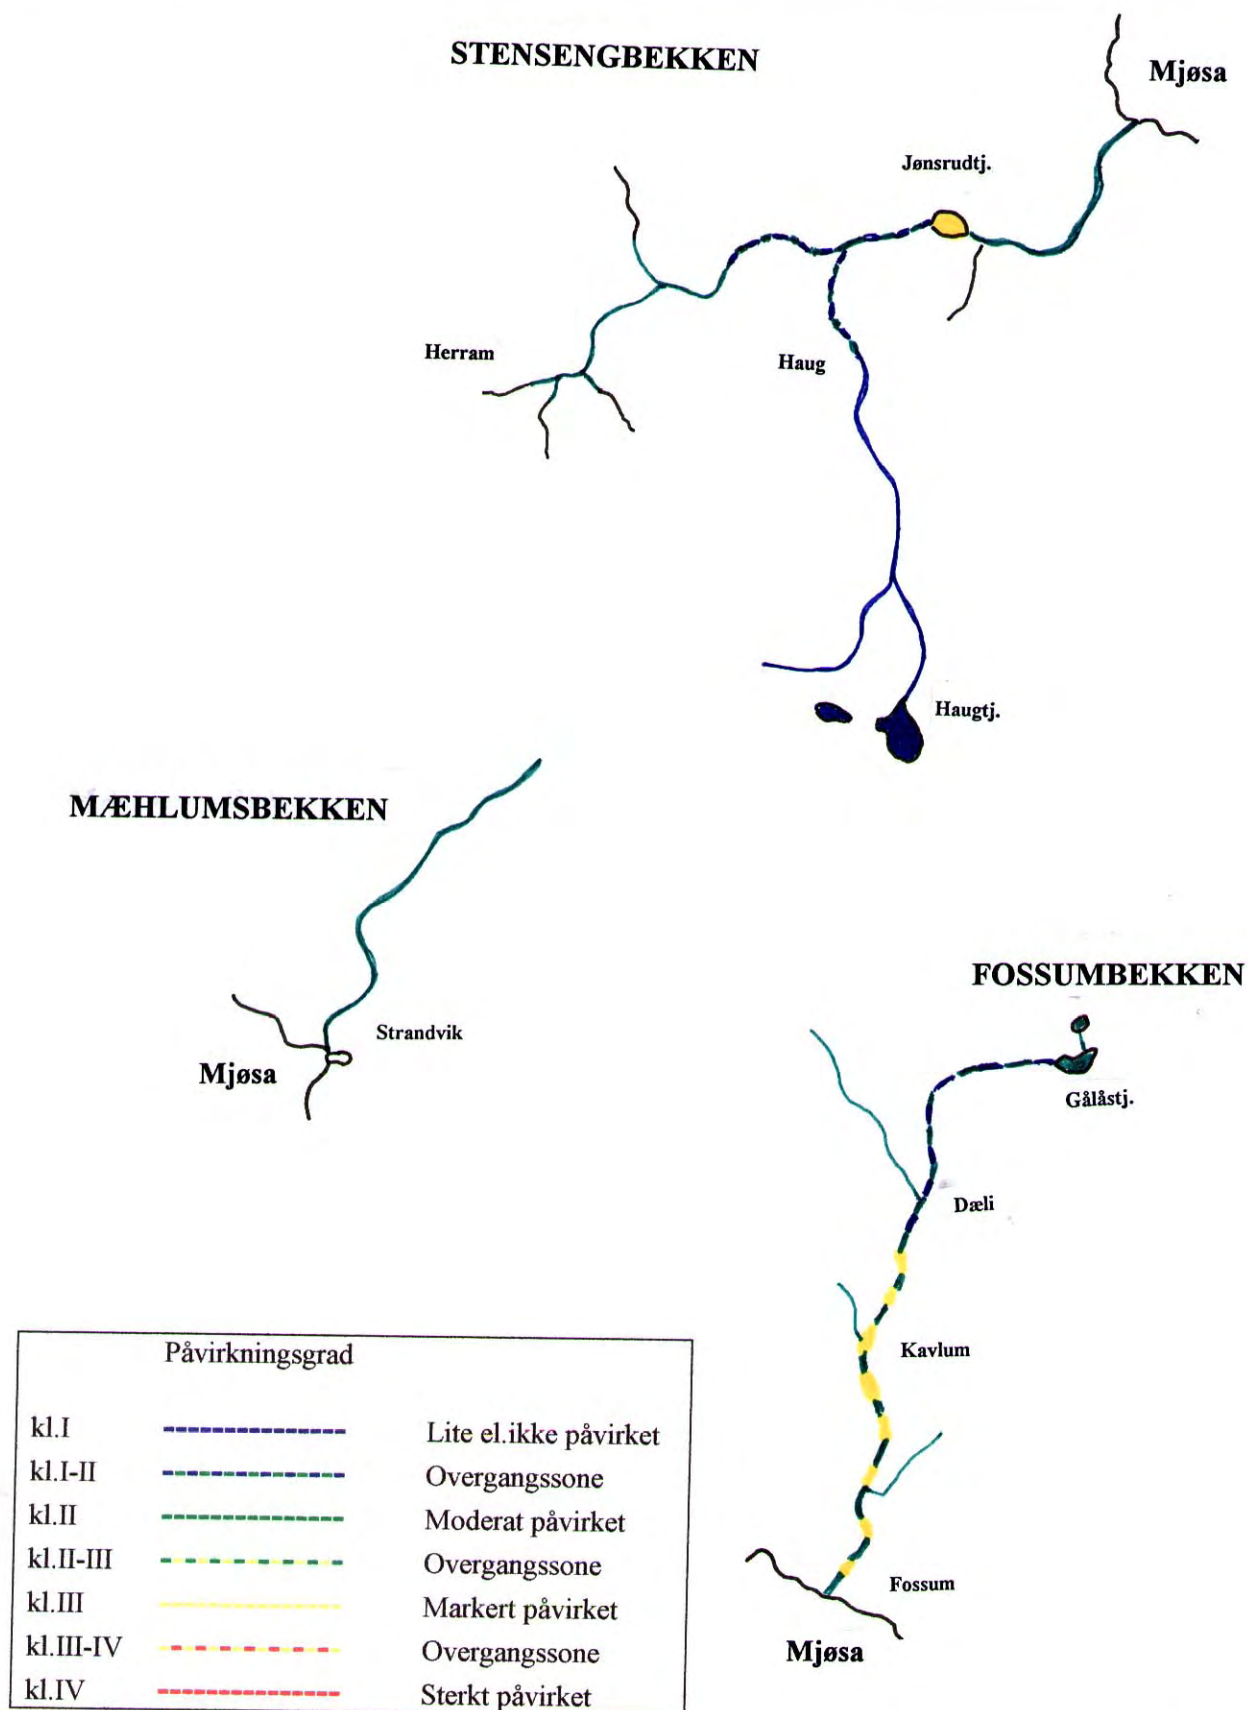 STENSENGBEKKEN
Mjøsa
Jønsrudtj.
Herram
Haug
Haugtj.
MÆHLUMSBEKKEN
Strandvik
Mjøsa
FOSSUMBEKKEN
Gålåstj.
Dæli
Kavlum
Fossum
Mjøsa
Påvirkningsgrad
kl.I Lite el.ikke påvirket
kl.I-II Overgangssone
kl.II Moderat påvirket
kl.II-III Overgangssone
kl.III Markert påvirket
kl.III-IV Overgangssone
kl.IV Sterkt påvirket